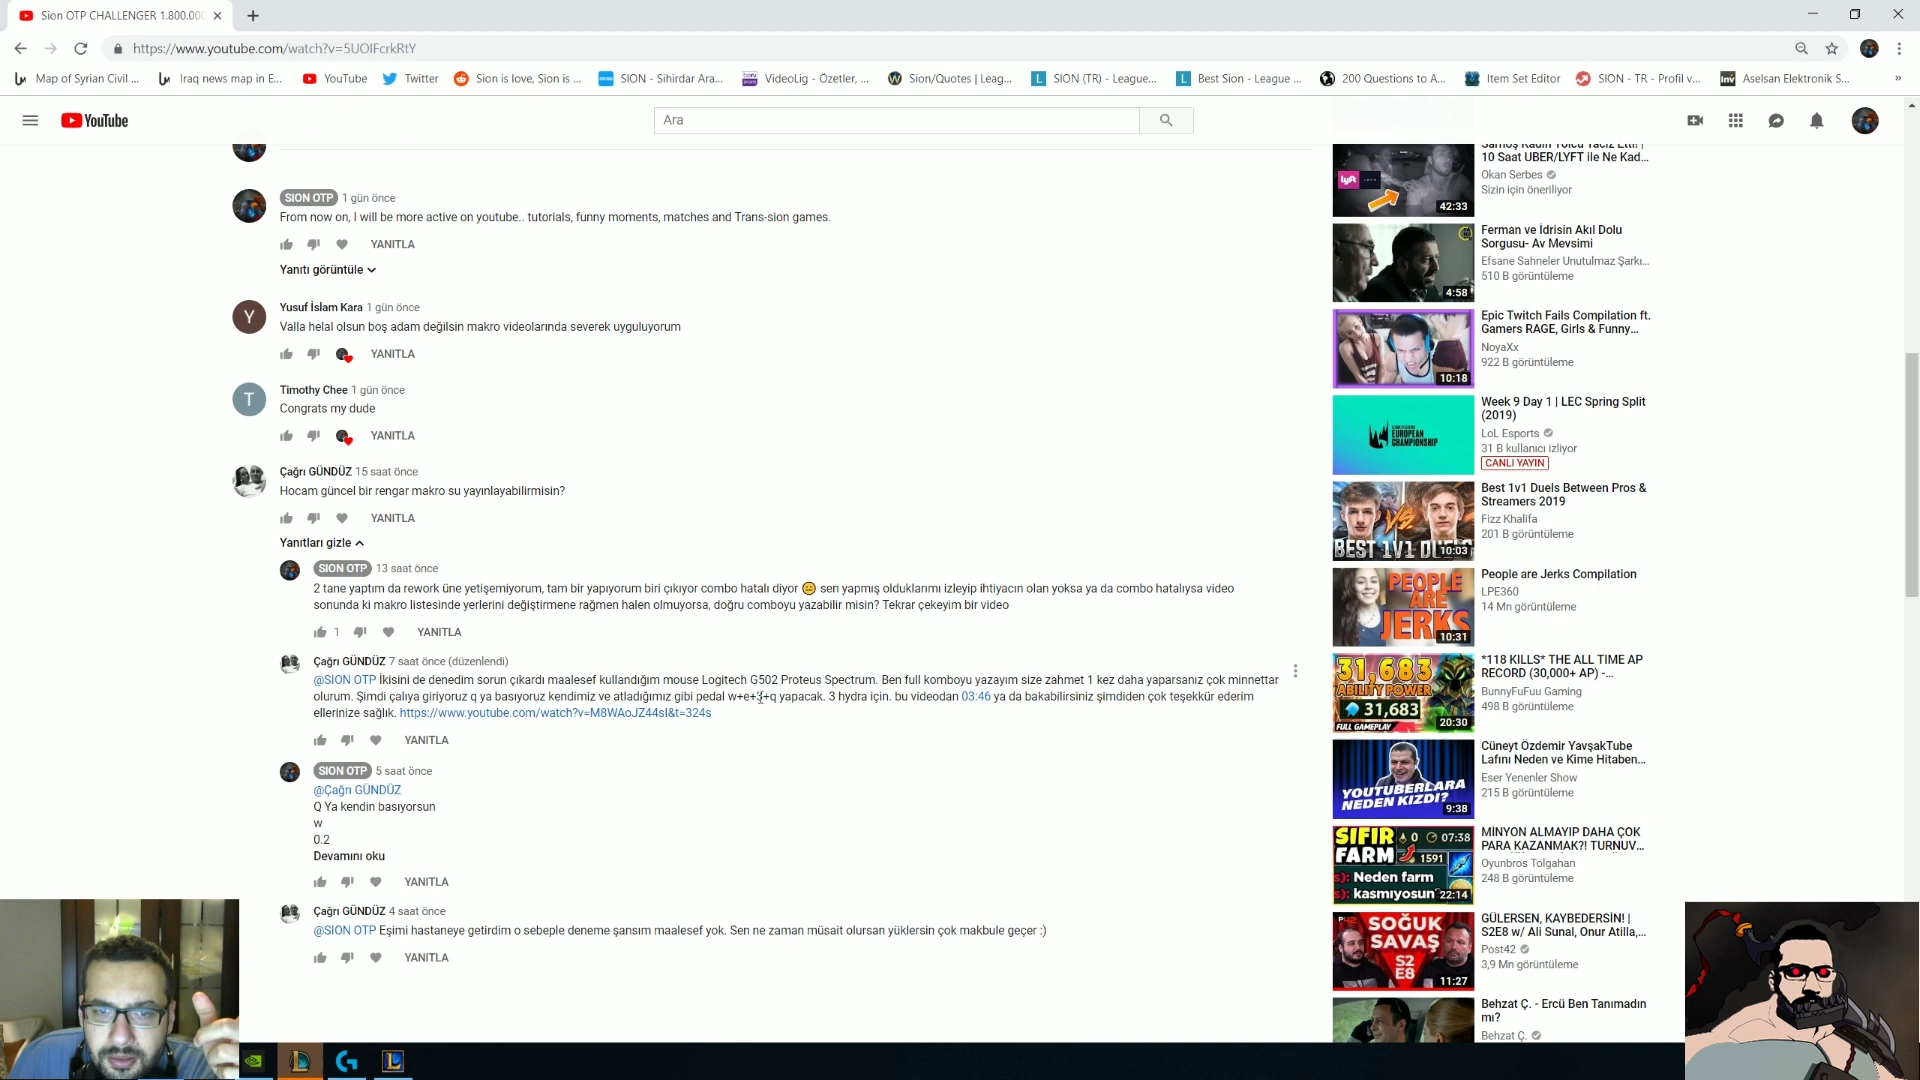 Sion OTP CHALLENGER 1.800.000
https://www.youtube.com/watch?v=5UOlFcrkRtY
Map of Syrian Civil ...
Iraq news map in E...
YouTube
Twitter
Sion is love, Sion is ...
SION - Sihirdar Ara...
VideoLig - Özetler, ...
Sion/Quotes | Leag...
SION (TR) - League...
Best Sion - League ...
200 Questions to A...
Item Set Editor
SION - TR - Profil v...
Aselsan Elektronik S...
YouTube
Ara
SION OTP 1 gün önce
From now on, I will be more active on youtube.. tutorials, funny moments, matches and Trans-sion games.
YANITLA
Yanıtı görüntüle
Y
Yusuf İslam Kara 1 gün önce
Valla helal olsun boş adam değilsin makro videolarında severek uyguluyorum
YANITLA
T
Timothy Chee 1 gün önce
Congrats my dude
YANITLA
Çağrı GÜNDÜZ 15 saat önce
Hocam güncel bir rengar makro su yayınlayabilirmisin?
YANITLA
Yanıtları gizle
SION OTP 13 saat önce
2 tane yaptım da rework üne yetişemiyorum, tam bir yapıyorum biri çıkıyor combo hatalı diyor 😑 sen yapmış olduklarımı izleyip ihtiyacın olan yoksa ya da combo hatalıysa video
sonunda ki makro listesinde yerlerini değiştirmene rağmen halen olmuyorsa, doğru comboyu yazabilir misin? Tekrar çekeyim bir video
1 YANITLA
Çağrı GÜNDÜZ 7 saat önce (düzenlendi)
@SION OTP İkisini de denedim sorun çıkardı maalesef kullandığım mouse Logitech G502 Proteus Spectrum. Ben full komboyu yazayım size zahmet 1 kez daha yaparsanız çok minnettar
olurum. Şimdi çalıya giriyoruz q ya basıyoruz kendimiz ve atladığımız gibi pedal w+e+3+q yapacak. 3 hydra için. bu videodan 03:46 ya da bakabilirsiniz şimdiden çok teşekkür ederim
ellerinize sağlık. https://www.youtube.com/watch?v=M8WAoJZ44sI&t=324s
YANITLA
SION OTP 5 saat önce
@Çağrı GÜNDÜZ
Q Ya kendin basıyorsun
w
0.2
Devamını oku
YANITLA
Çağrı GÜNDÜZ 4 saat önce
@SION OTP Eşimi hastaneye getirdim o sebeple deneme şansım maalesef yok. Sen ne zaman müsait olursan yüklersin çok makbule geçer :)
YANITLA
10 Saat UBER/LYFT ile Ne Kad...
Okan Serbes
Sizin için öneriliyor
lyft
42:33
Ferman ve İdrisin Akıl Dolu
Sorgusu- Av Mevsimi
Efsane Sahneler Unutulmaz Şarkı...
510 B görüntüleme
4:58
Epic Twitch Fails Compilation ft.
Gamers RAGE, Girls & Funny...
NoyaXx
922 B görüntüleme
10:18
Week 9 Day 1 | LEC Spring Split
(2019)
LoL Esports
31 B kullanıcı izliyor
CANLI YAYIN
EUROPEAN
CHAMPIONSHIP
Best 1v1 Duels Between Pros &
Streamers 2019
Fizz Khalifa
201 B görüntüleme
VS
BEST 1V1 DUELS
10:03
People are Jerks Compilation
LPE360
14 Mn görüntüleme
PEOPLE
ARE
JERKS
10:31
*118 KILLS* THE ALL TIME AP
RECORD (30,000+ AP) -...
BunnyFuFuu Gaming
498 B görüntüleme
31,683
ABILITY POWER
31,683
FULL GAMEPLAY
20:30
Cüneyt Özdemir YavşakTube
Lafını Neden ve Kime Hitaben...
Eser Yenenler Show
215 B görüntüleme
YOUTUBERLARA
NEDEN KIZDI?
9:38
MİNYON ALMAYIP DAHA ÇOK
PARA KAZANMAK?! TURNUV...
Oyunbros Tolgahan
248 B görüntüleme
SIFIR
FARM
0 07:38
1591
s): Neden farm
s): kasmıyosun
22:14
GÜLERSEN, KAYBEDERSİN! |
S2E8 w/ Ali Sunal, Onur Atilla,...
Post42
3,9 Mn görüntüleme
P42
SOĞUK
SAVAŞ
S2
E8
11:27
Behzat Ç. - Ercü Ben Tanımadın
mı?
Behzat Ç.